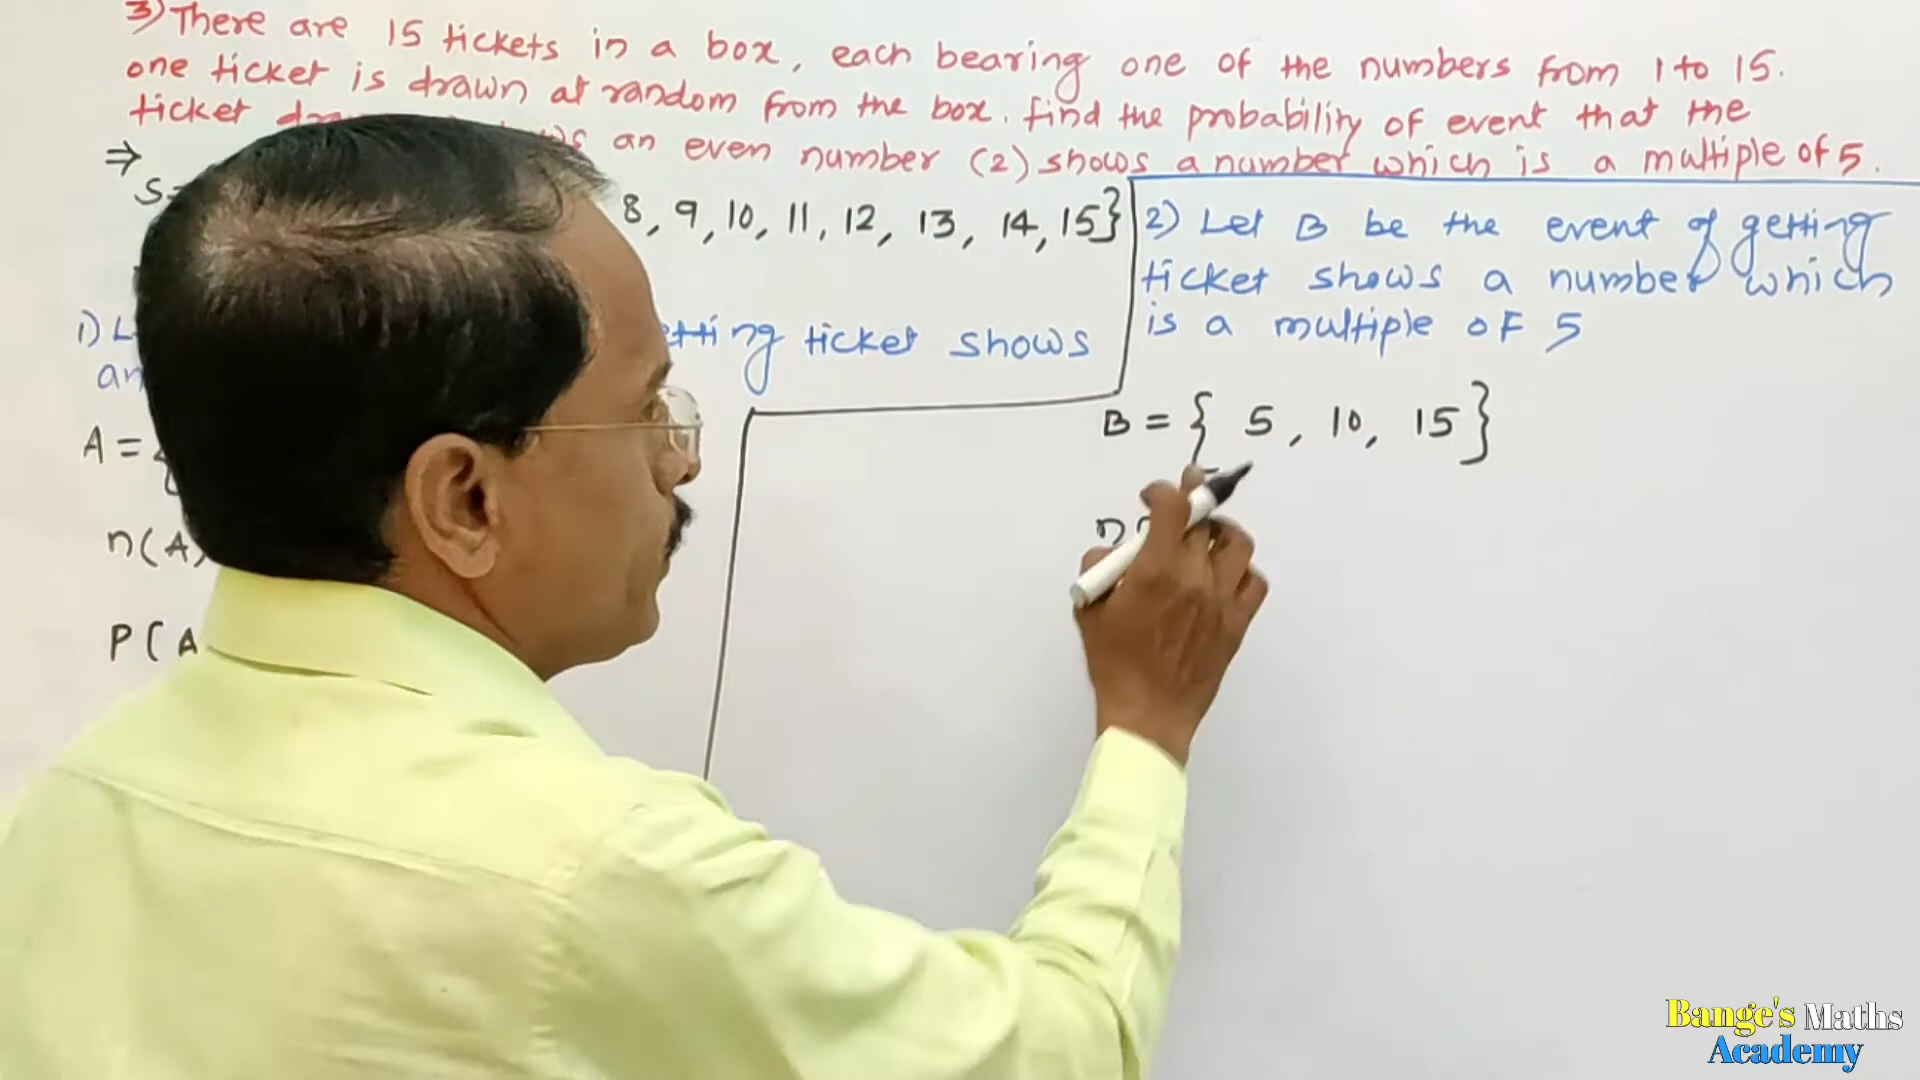 3) There are 15 tickets in a box, each bearing one of the numbers from 1 to 15.
one ticket is drawn at random from the box. find the probability of event that the
ticket an even number (2) shows a number which is a multiple of 5.
⇒
S= 8, 9, 10, 11, 12, 13, 14, 15}
1) getting ticket shows
an
A = {
n(A)
P(A
2) Let B be the event of getting
ticket shows a number which
is a multiple of 5
B = { 5, 10, 15}
n(
Bange's Maths
Academy